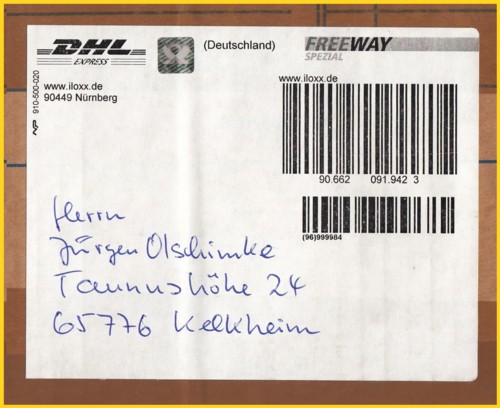 DHL
EXPRESS
(Deutschland)
FREEWAY
SPEZIAL
www.iloxx.de
90449 Nürnberg
910-500-020
www.iloxx.de
90.662 091.942 3
(96)999984
Herrn
Jürgen Olschimke
Taunushöhe 24
65776 Kelkheim